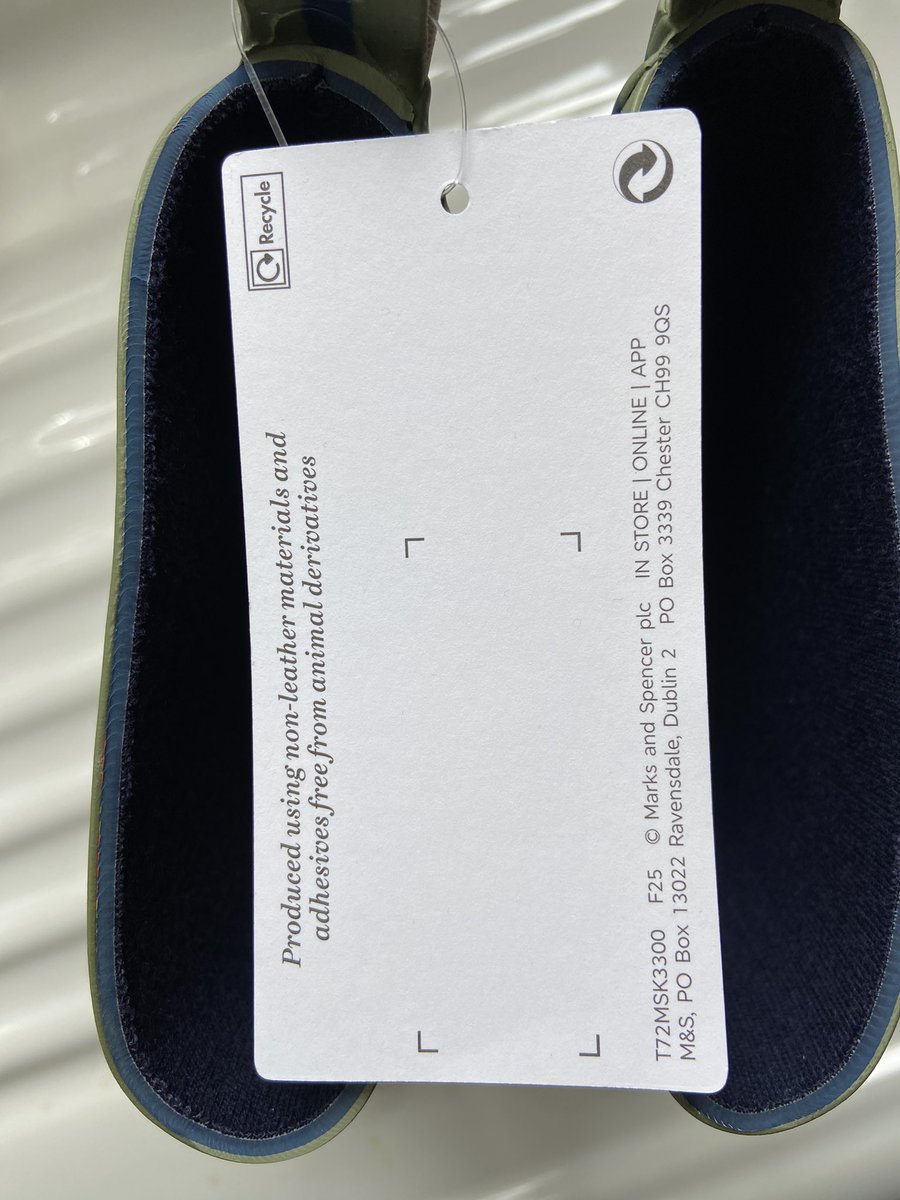 Recycle
Produced using non-leather materials and
adhesives free from animal derivatives
T72MSK3300 F25 © Marks and Spencer plc IN STORE | ONLINE | APP
M&S, PO Box 13022 Ravensdale, Dublin 2 PO Box 3339 Chester CH99 9QS